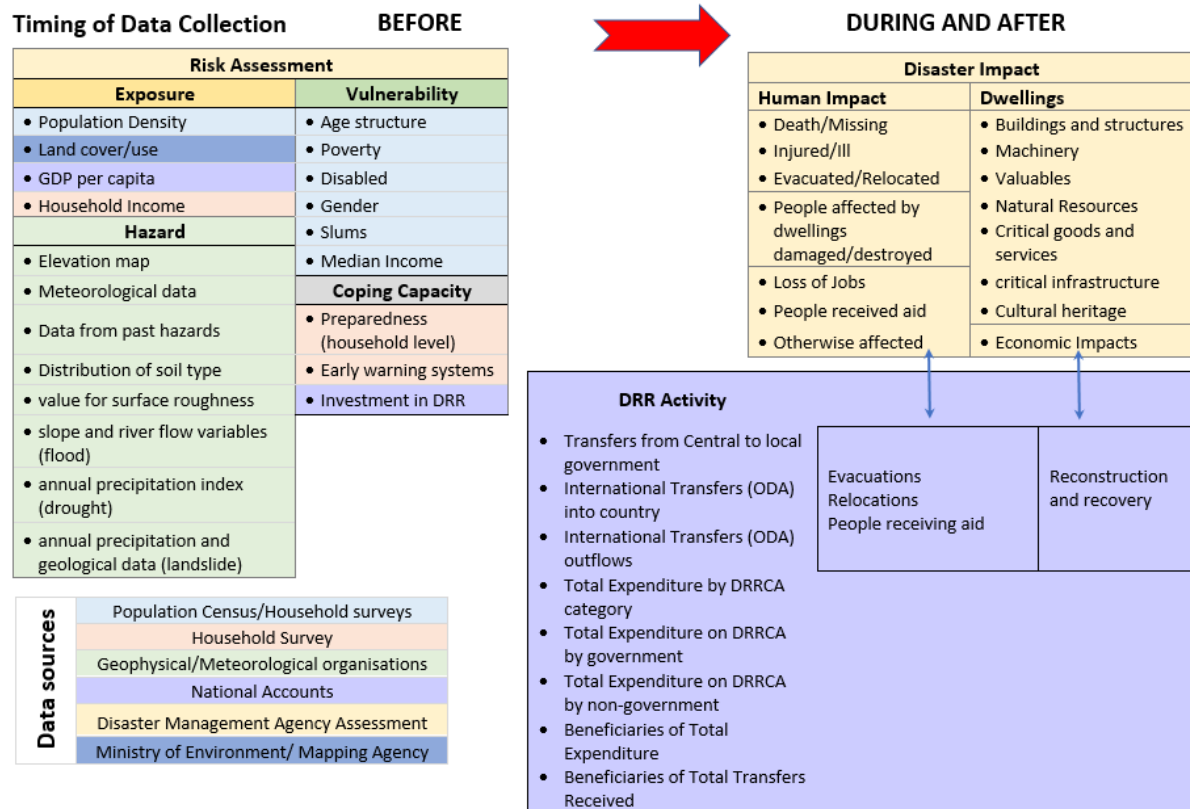 Timing of Data Collection
BEFORE
DURING AND AFTER
Risk Assessment
Exposure
• Population Density
• Land cover/use
• GDP per capita
• Household Income
Hazard
• Elevation map
• Meteorological data
• Data from past hazards
• Distribution of soil type
• value for surface roughness
• slope and river flow variables
(flood)
• annual precipitation index
(drought)
• annual precipitation and
geological data (landslide)
Vulnerability
• Age structure
• Poverty
• Disabled
• Gender
• Slums
• Median Income
Coping Capacity
• Preparedness
(household level)
• Early warning systems
• Investment in DRR
Data sources
Population Census/Household surveys
Household Survey
Geophysical/Meteorological organisations
National Accounts
Disaster Management Agency Assessment
Ministry of Environment/ Mapping Agency
Disaster Impact
Human Impact
• Death/Missing
• Injured/Ill
• Evacuated/Relocated
• People affected by
dwellings
damaged/destroyed
• Loss of Jobs
• People received aid
• Otherwise affected
Dwellings
• Buildings and structures
• Machinery
• Valuables
• Natural Resources
• Critical goods and
services
• critical infrastructure
• Cultural heritage
• Economic Impacts
DRR Activity
• Transfers from Central to local
government
• International Transfers (ODA)
into country
• International Transfers (ODA)
outflows
• Total Expenditure by DRRCA
category
• Total Expenditure on DRRCA
by government
• Total Expenditure on DRRCA
by non-government
• Beneficiaries of Total
Expenditure
• Beneficiaries of Total Transfers
Received
Evacuations
Relocations
People receiving aid
Reconstruction
and recovery